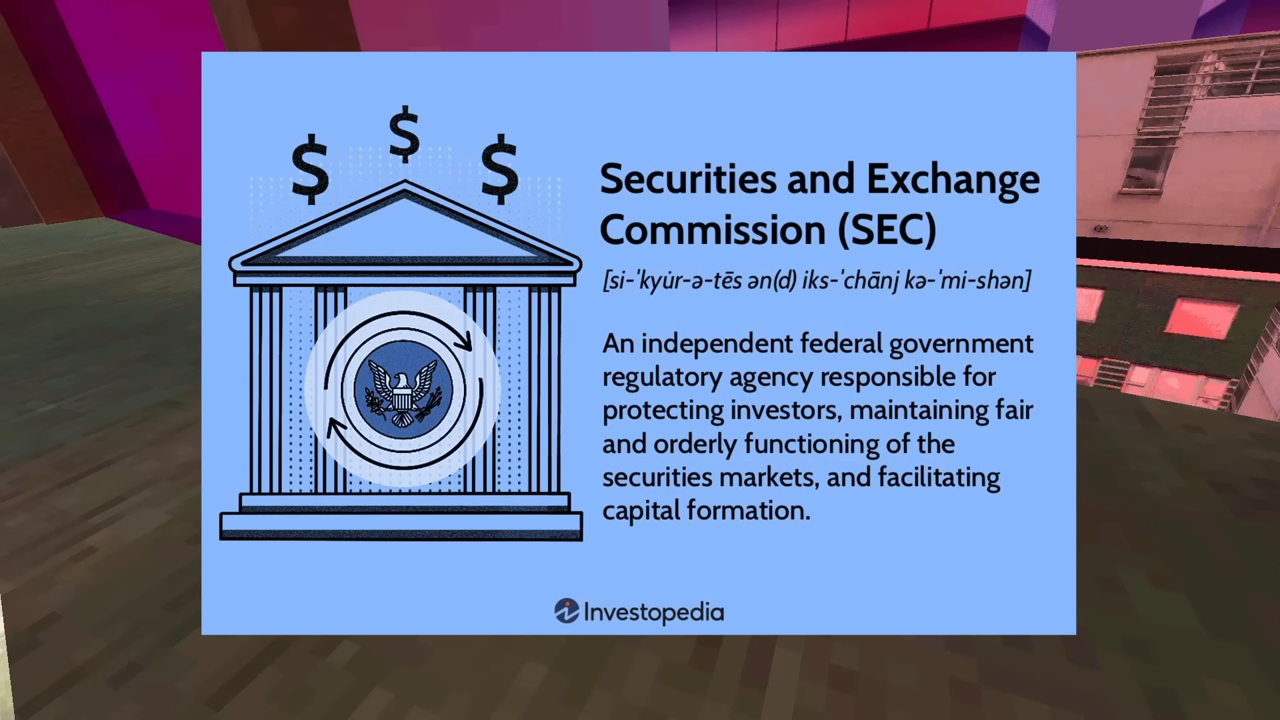 $ $ $
Securities and Exchange
Commission (SEC)
[si-ˈkyu̇r-ə-tēs ən(d) iks-ˈchānj kə-ˈmi-shən]
An independent federal government
regulatory agency responsible for
protecting investors, maintaining fair
and orderly functioning of the
securities markets, and facilitating
capital formation.
Investopedia